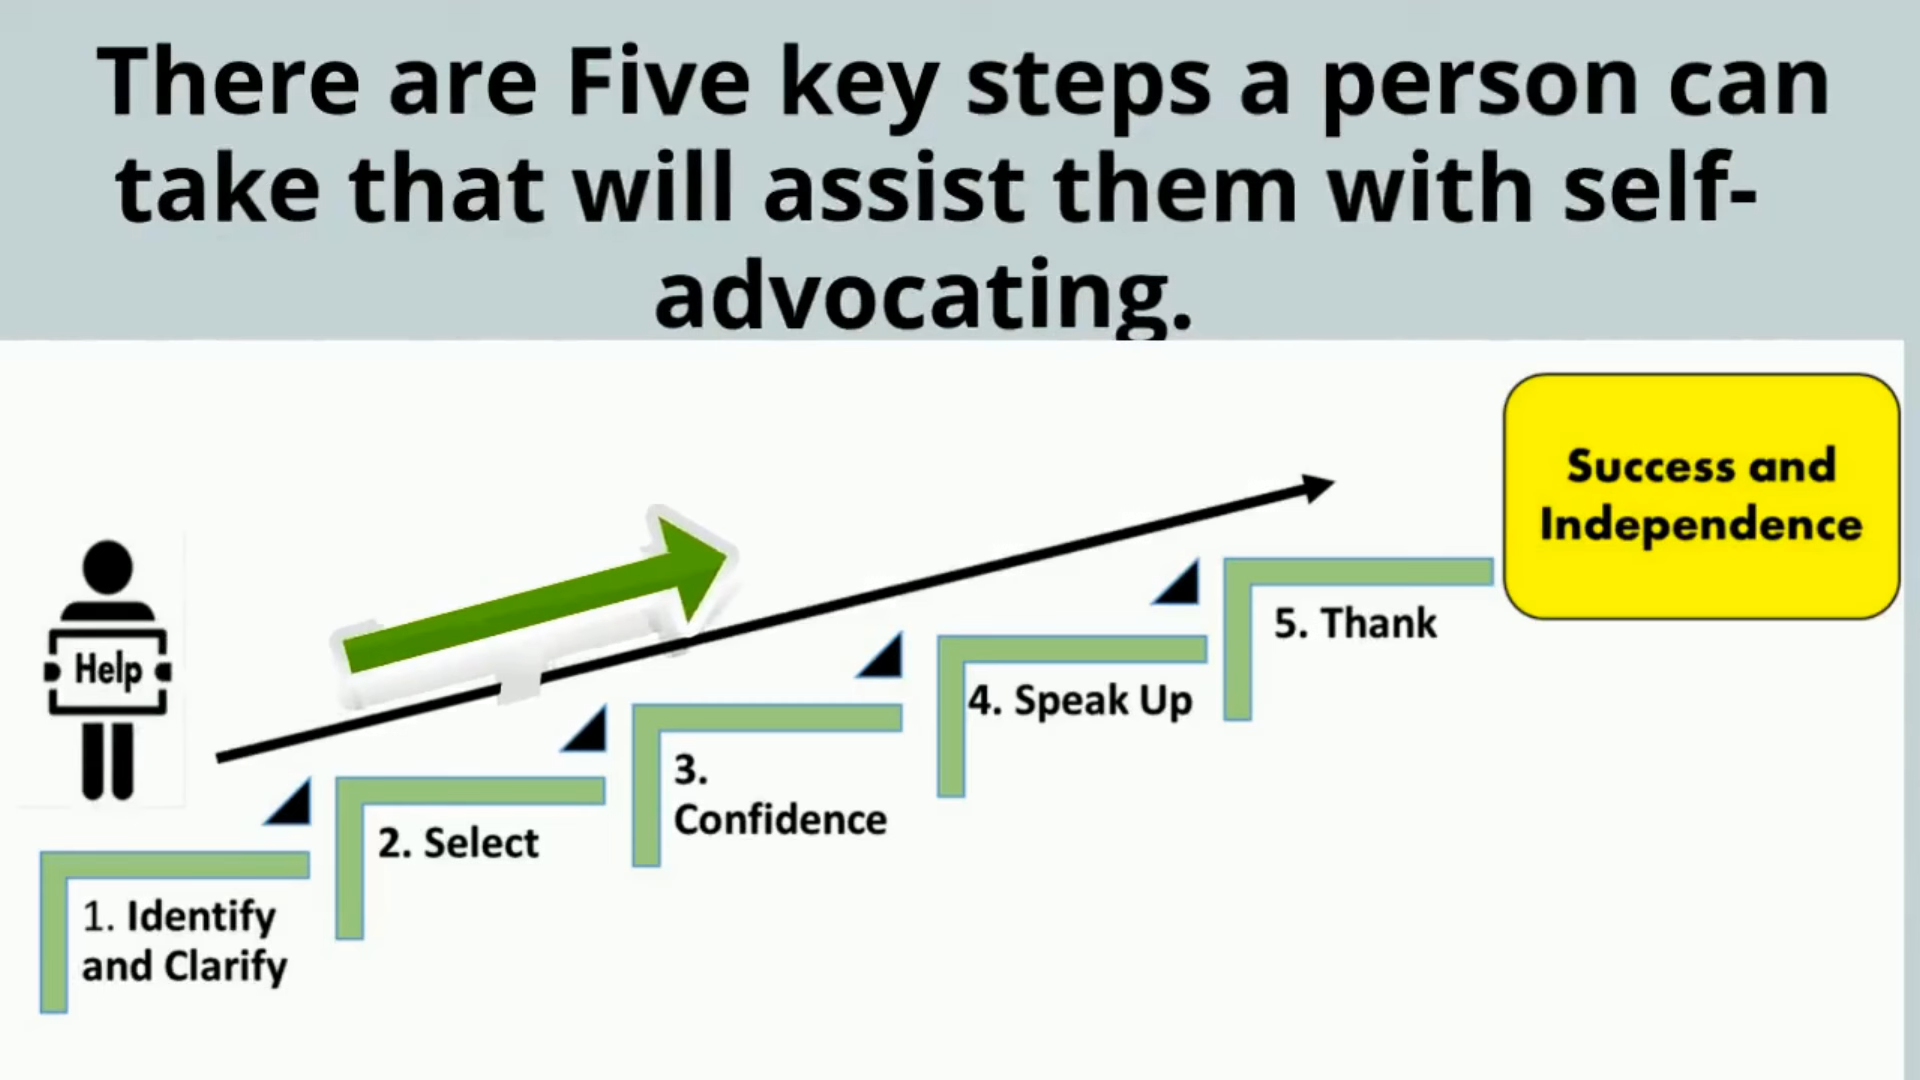 There are Five key steps a person can
take that will assist them with self-
advocating.
Success and
Independence
Help
5. Thank
4. Speak Up
3.
Confidence
2. Select
1. Identify
and Clarify